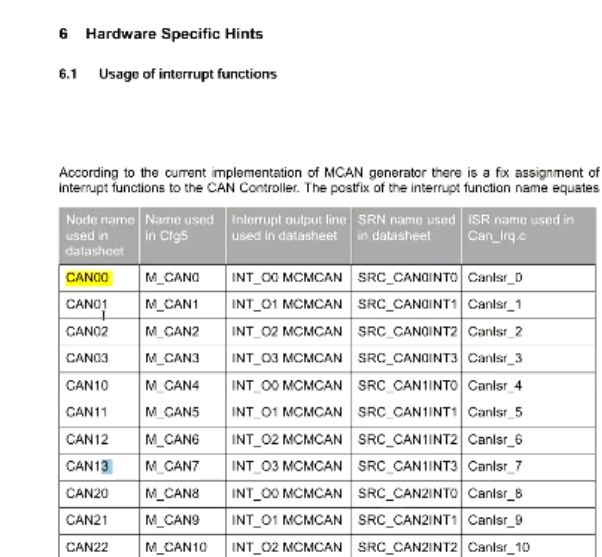 6 Hardware Specific Hints
6.1 Usage of interrupt functions
According to the current implementation of MCAN generator there is a fix assignment of
interrupt functions to the CAN Controller. The postfix of the interrupt function name equates
Node name used in datasheet | Name used in Cfg5 | Interrupt output line used in datasheet | SRN name used in datasheet | ISR name used in Can_Irq.c
CAN00 M_CAN0 INT_O0 MCMCAN SRC_CAN0INT0 CanIsr_0
CAN01 M_CAN1 INT_O1 MCMCAN SRC_CAN0INT1 CanIsr_1
CAN02 M_CAN2 INT_O2 MCMCAN SRC_CAN0INT2 CanIsr_2
CAN03 M_CAN3 INT_O3 MCMCAN SRC_CAN0INT3 CanIsr_3
CAN10 M_CAN4 INT_O0 MCMCAN SRC_CAN1INT0 CanIsr_4
CAN11 M_CAN5 INT_O1 MCMCAN SRC_CAN1INT1 CanIsr_5
CAN12 M_CAN6 INT_O2 MCMCAN SRC_CAN1INT2 CanIsr_6
CAN13 M_CAN7 INT_O3 MCMCAN SRC_CAN1INT3 CanIsr_7
CAN20 M_CAN8 INT_O0 MCMCAN SRC_CAN2INT0 CanIsr_8
CAN21 M_CAN9 INT_O1 MCMCAN SRC_CAN2INT1 CanIsr_9
CAN22 M_CAN10 INT_O2 MCMCAN SRC_CAN2INT2 CanIsr_10